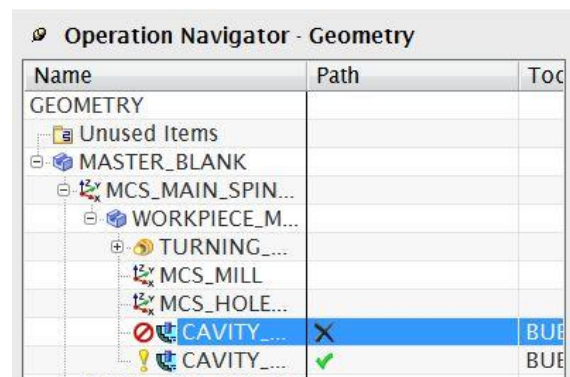 Operation Navigator - Geometry
Name Path Too
GEOMETRY
Unused Items
MASTER_BLANK
MCS_MAIN_SPIN...
WORKPIECE_M...
TURNING_...
MCS_MILL
MCS_HOLE...
CAVITY_... BUE
CAVITY_... BUE